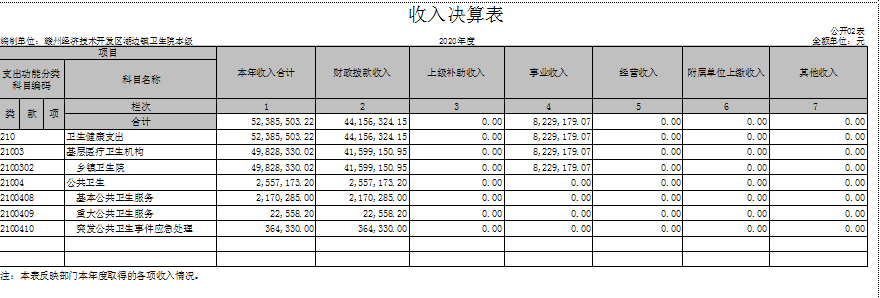 收入决算表
公开02表
编制单位：赣州经济技术开发区湖边镇卫生院本级 2020年度 金额单位：元
项目 本年收入合计 财政拨款收入 上级补助收入 事业收入 经营收入 附属单位上缴收入 其他收入
支出功能分类科目编码 科目名称
类 款 项 栏次 1 2 3 4 5 6 7
合计 52,385,503.22 44,156,324.15 0.00 8,229,179.07 0.00 0.00 0.00
210 卫生健康支出 52,385,503.22 44,156,324.15 0.00 8,229,179.07 0.00 0.00 0.00
21003 基层医疗卫生机构 49,828,330.02 41,599,150.95 0.00 8,229,179.07 0.00 0.00 0.00
2100302 乡镇卫生院 49,828,330.02 41,599,150.95 0.00 8,229,179.07 0.00 0.00 0.00
21004 公共卫生 2,557,173.20 2,557,173.20 0.00 0.00 0.00 0.00 0.00
2100408 基本公共卫生服务 2,170,285.00 2,170,285.00 0.00 0.00 0.00 0.00 0.00
2100409 重大公共卫生服务 22,558.20 22,558.20 0.00 0.00 0.00 0.00 0.00
2100410 突发公共卫生事件应急处理 364,330.00 364,330.00 0.00 0.00 0.00 0.00 0.00
注：本表反映部门本年度取得的各项收入情况。